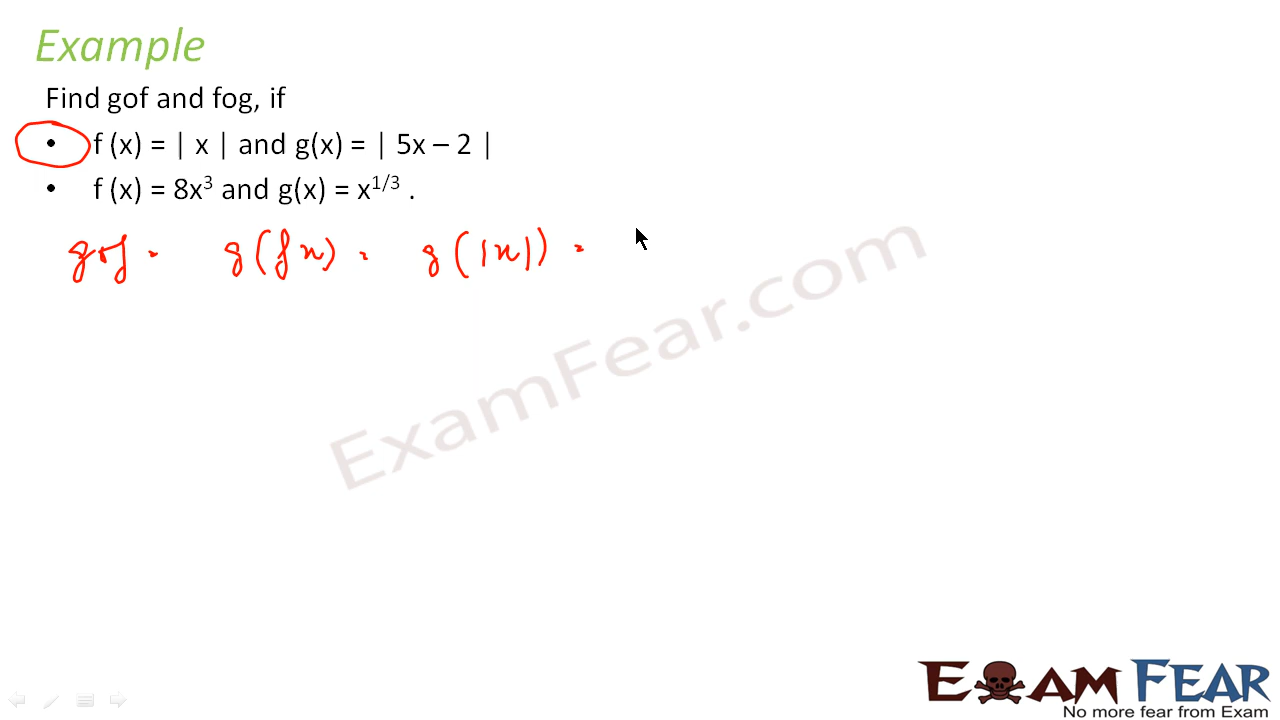 Example
Find gof and fog, if
• f (x) = | x | and g(x) = | 5x – 2 |
• f (x) = 8x³ and g(x) = x¹/³ .
gof = g(fx) = g(|x|) =
ExamFear.com
EXAM FEAR
No more fear from Exam